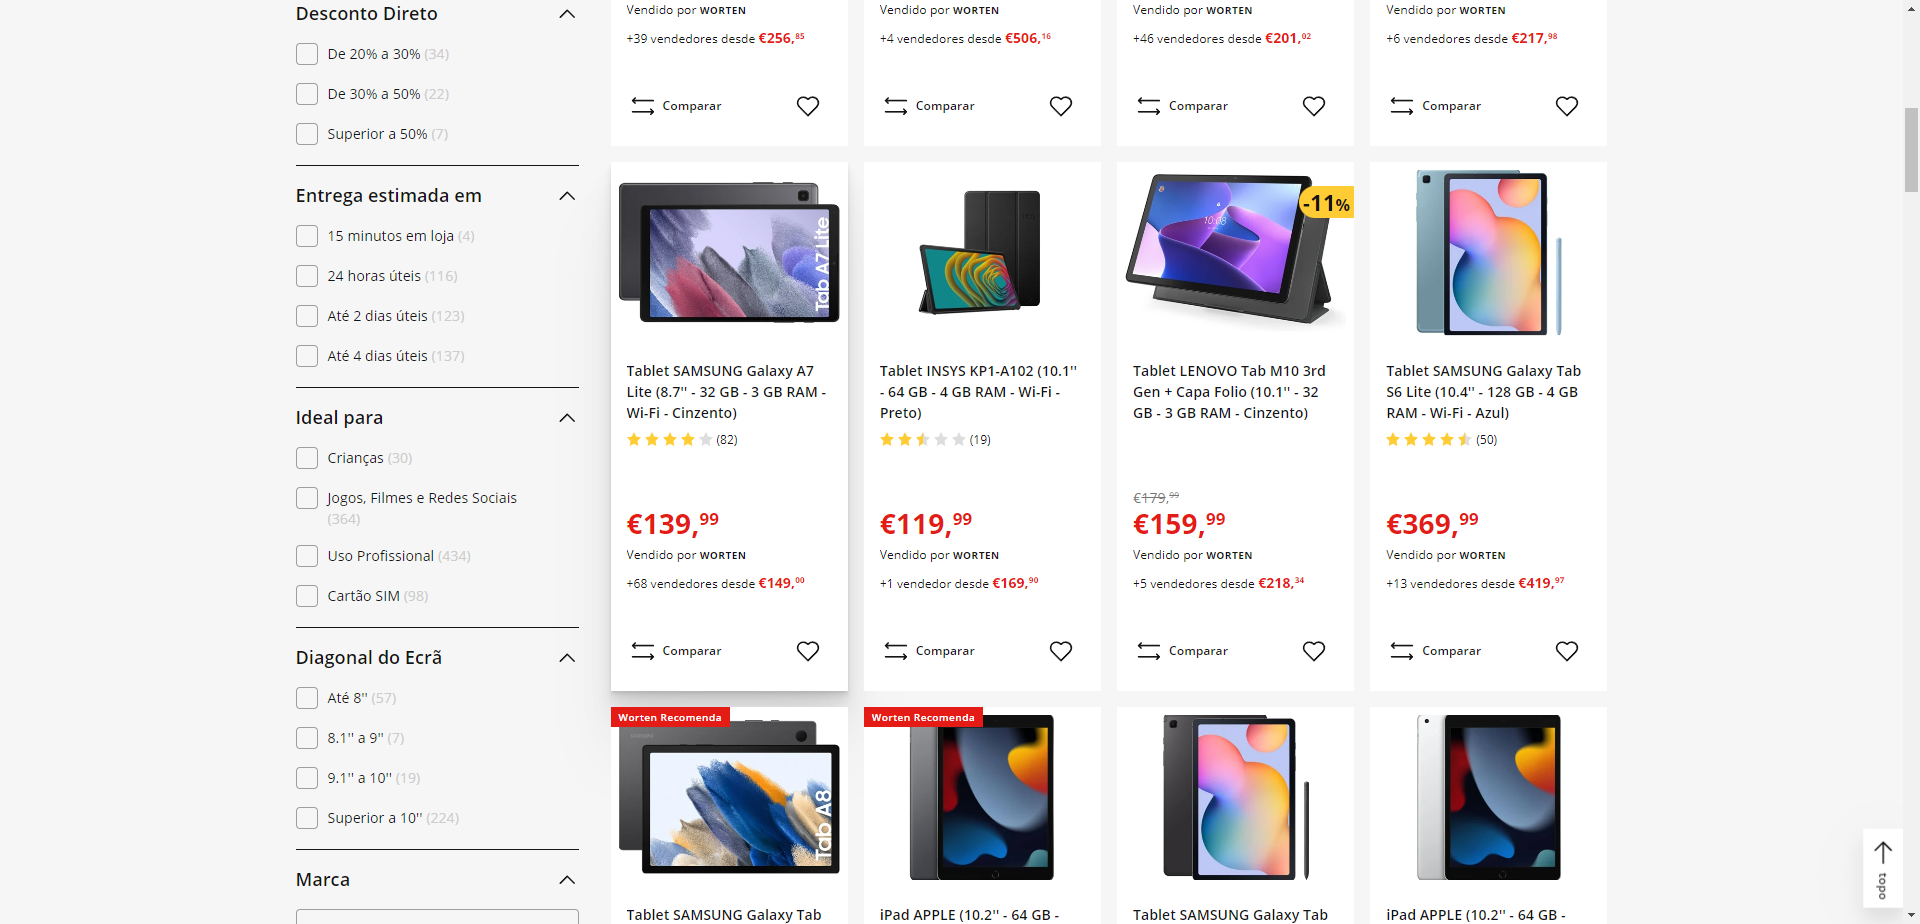 Desconto Direto
De 20% a 30% (34)
De 30% a 50% (22)
Superior a 50% (7)
Entrega estimada em
15 minutos em loja (4)
24 horas úteis (116)
Até 2 dias úteis (123)
Até 4 dias úteis (137)
Ideal para
Crianças (30)
Jogos, Filmes e Redes Sociais
(364)
Uso Profissional (434)
Cartão SIM (98)
Diagonal do Ecrã
Até 8'' (57)
8.1'' a 9'' (7)
9.1'' a 10'' (19)
Superior a 10'' (224)
Marca
Vendido por WORTEN
+39 vendedores desde €256,85
Comparar
Vendido por WORTEN
+4 vendedores desde €506,16
Comparar
Vendido por WORTEN
+46 vendedores desde €201,02
Comparar
Vendido por WORTEN
+6 vendedores desde €217,98
Comparar
Tab A7 Lite
Tablet SAMSUNG Galaxy A7
Lite (8.7'' - 32 GB - 3 GB RAM -
Wi-Fi - Cinzento)
(82)
€139,99
Vendido por WORTEN
+68 vendedores desde €149,00
Comparar
Tablet INSYS KP1-A102 (10.1''
- 64 GB - 4 GB RAM - Wi-Fi -
Preto)
(19)
€119,99
Vendido por WORTEN
+1 vendedor desde €169,90
Comparar
-11%
10:08
Tablet LENOVO Tab M10 3rd
Gen + Capa Folio (10.1'' - 32
GB - 3 GB RAM - Cinzento)
€179,99
€159,99
Vendido por WORTEN
+5 vendedores desde €218,34
Comparar
Tablet SAMSUNG Galaxy Tab
S6 Lite (10.4'' - 128 GB - 4 GB
RAM - Wi-Fi - Azul)
(50)
€369,99
Vendido por WORTEN
+13 vendedores desde €419,97
Comparar
Worten Recomenda
SAMSUNG
Tab A8
Tablet SAMSUNG Galaxy Tab
Worten Recomenda
iPad APPLE (10.2'' - 64 GB -
Tablet SAMSUNG Galaxy Tab
iPad APPLE (10.2'' - 64 GB -
topo